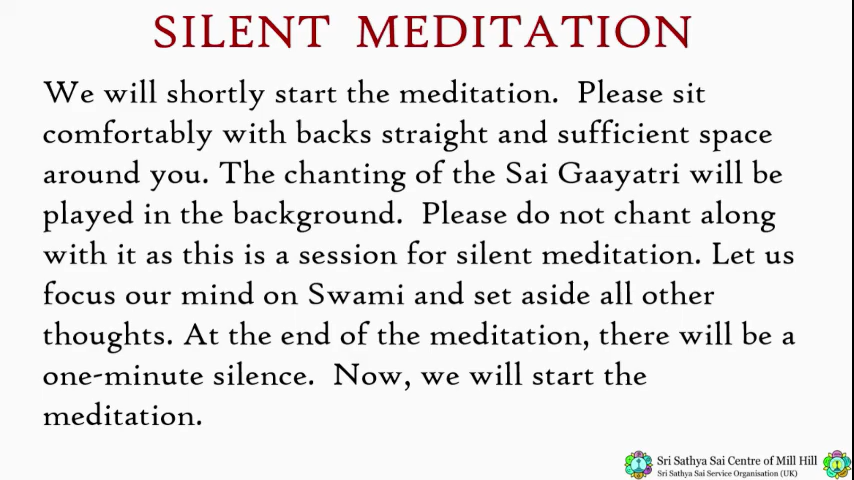 SILENT MEDITATION
We will shortly start the meditation. Please sit
comfortably with backs straight and sufficient space
around you. The chanting of the Sai Gaayatri will be
played in the background. Please do not chant along
with it as this is a session for silent meditation. Let us
focus our mind on Swami and set aside all other
thoughts. At the end of the meditation, there will be a
one-minute silence. Now, we will start the
meditation.
Sri Sathya Sai Centre of Mill Hill
Sri Sathya Sai Service Organisation (UK)